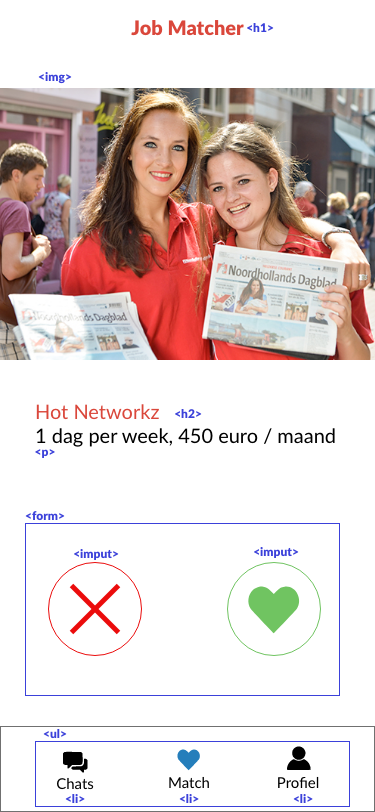 Job Matcher <h1>
<img>
Noordhollands Dagblad
Noordhollands Dagblad
Hot Networkz <h2>
1 dag per week, 450 euro / maand
<p>
<form>
<imput> <imput>
<ul>
Chats Match Profiel
<li> <li> <li>